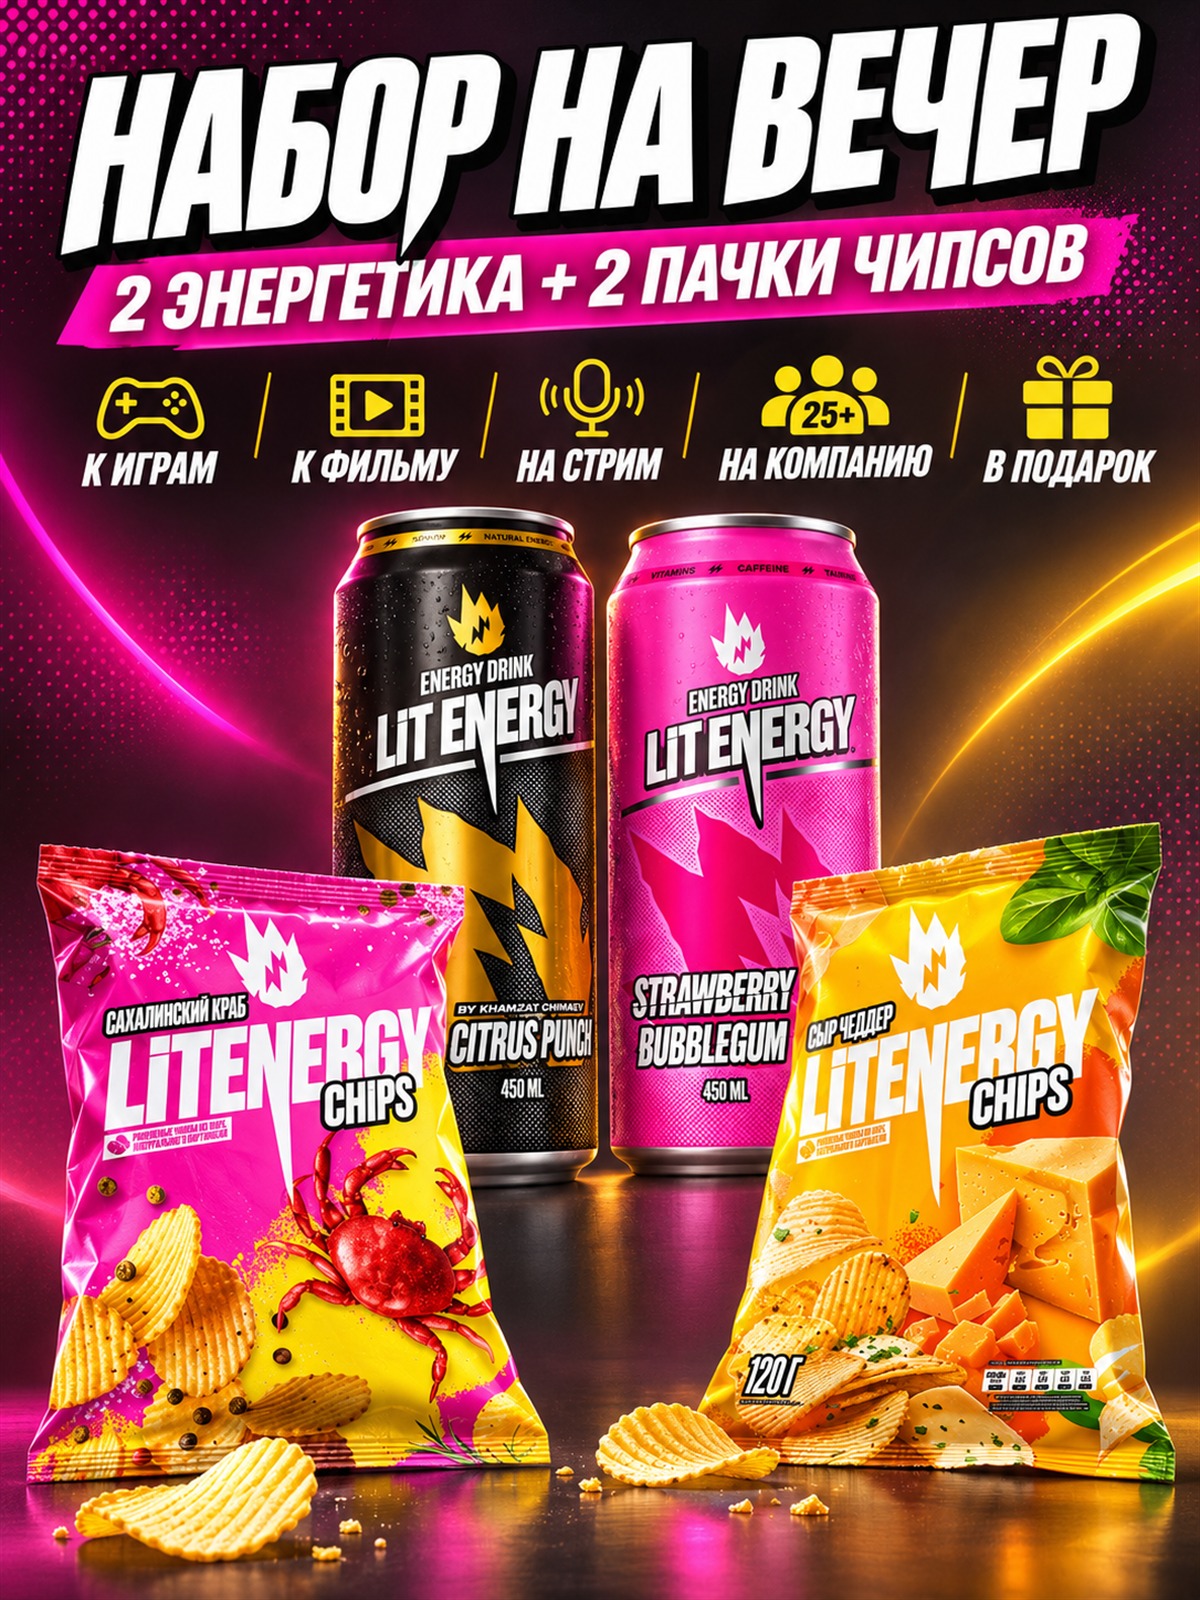 НАБОР НА ВЕЧЕР
2 ЭНЕРГЕТИКА + 2 ПАЧКИ ЧИПСОВ
К ИГРАМ
К ФИЛЬМУ
НА СТРИМ
25+
НА КОМПАНИЮ
В ПОДАРОК
NATURAL ENERGY
ENERGY DRINK
LiT ENERGY
BY KHAMZAT CHIMAEV
CITRUS PUNCH
450 ML
VITAMINS CAFFEINE TAURINE
ENERGY DRINK
LiT ENERGY
STRAWBERRY
BUBBLEGUM
450 ML
САХАЛИНСКИЙ КРАБ
LiTENERGY
CHIPS
СЫР ЧЕДДЕР
LiTENERGY
CHIPS
120 Г